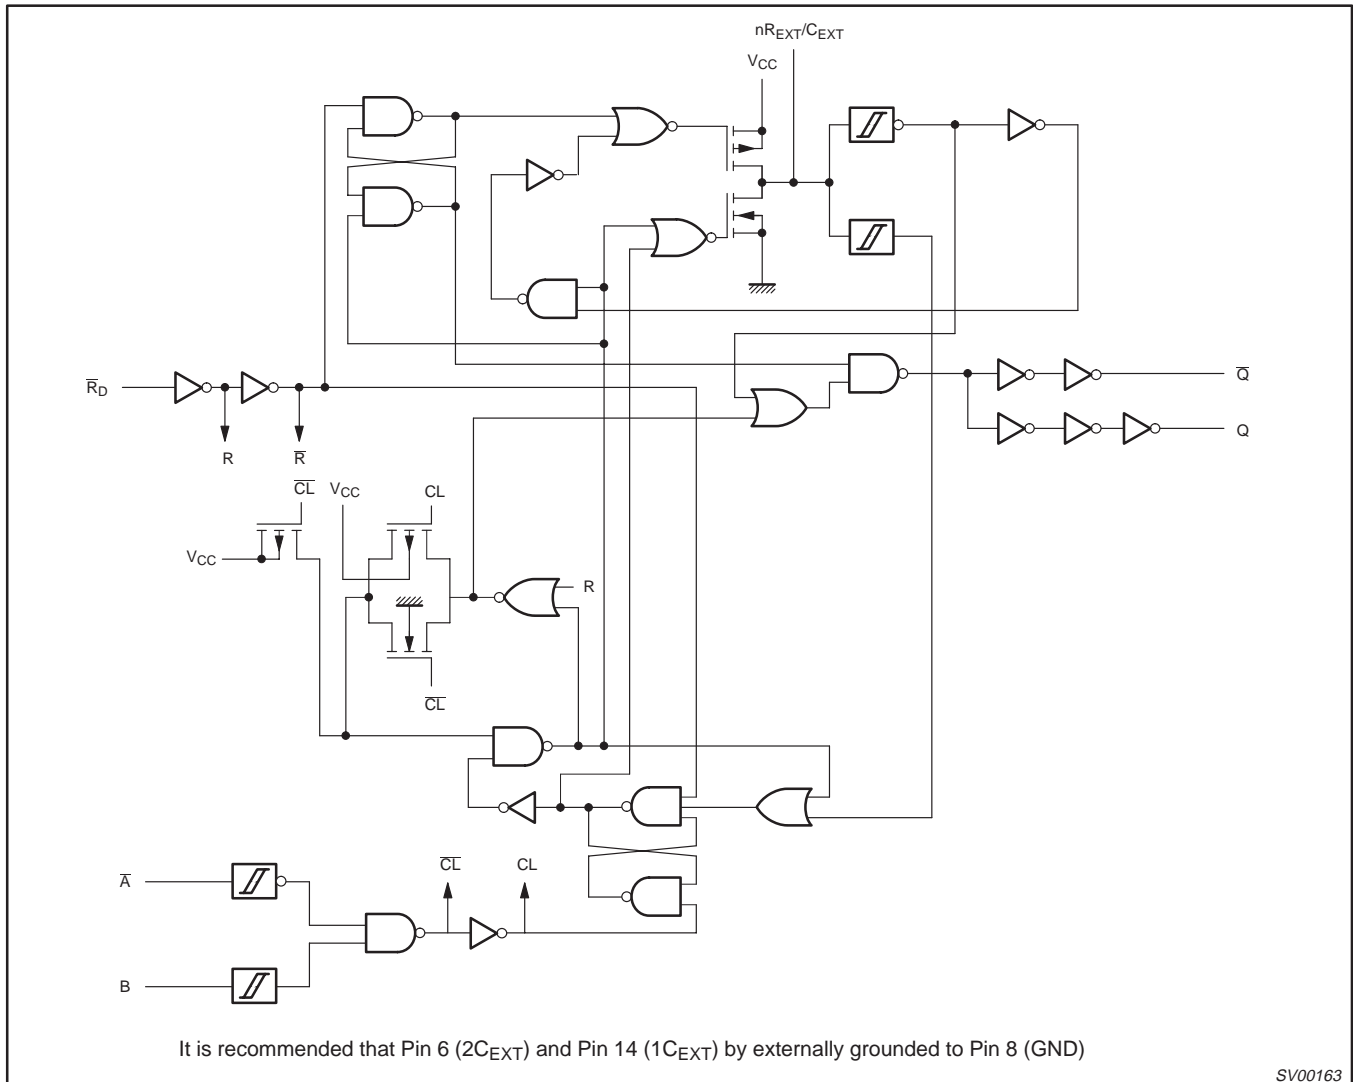 nR_EXT/C_EXT
V_CC
R̅_D
R
R̅
Q̅
Q
C̅L̅
V_CC
CL
V_CC
R
C̅L̅
A̅
C̅L̅
CL
B
It is recommended that Pin 6 (2C_EXT) and Pin 14 (1C_EXT) by externally grounded to Pin 8 (GND)
SV00163